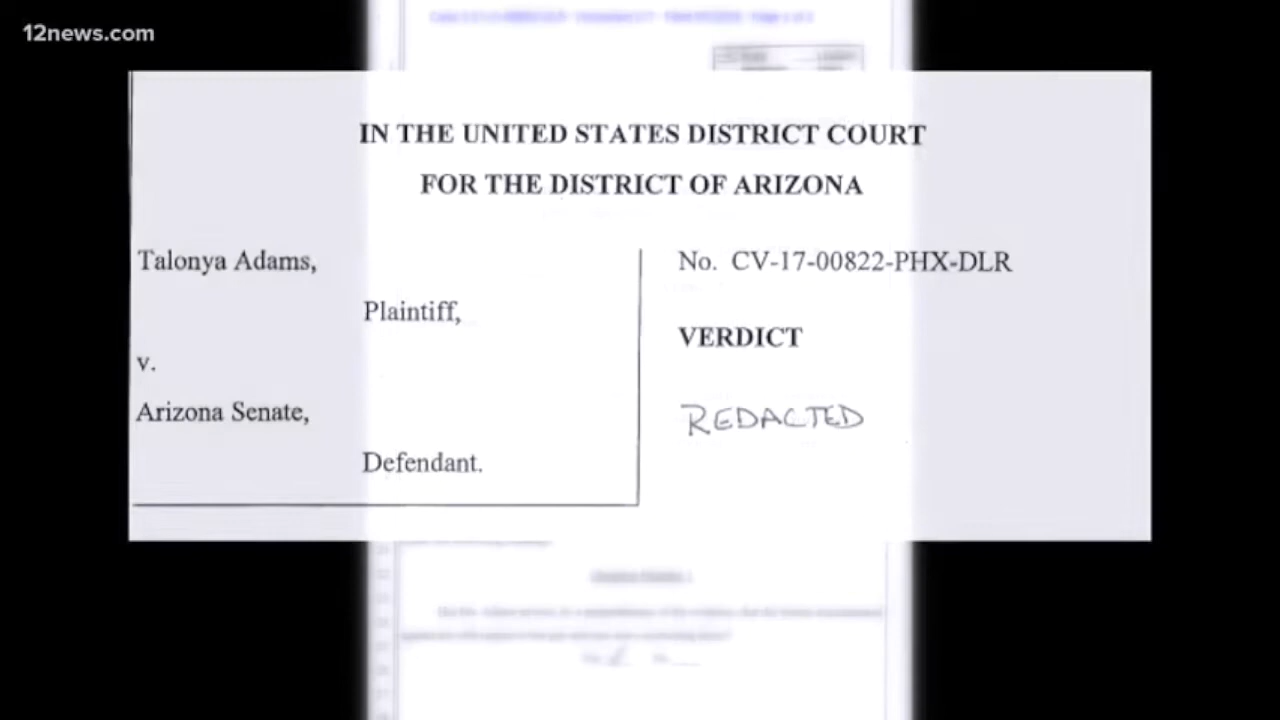 12news.com
IN THE UNITED STATES DISTRICT COURT
FOR THE DISTRICT OF ARIZONA
Talonya Adams,
Plaintiff,
v.
Arizona Senate,
Defendant.
No. CV-17-00822-PHX-DLR
VERDICT
REDACTED